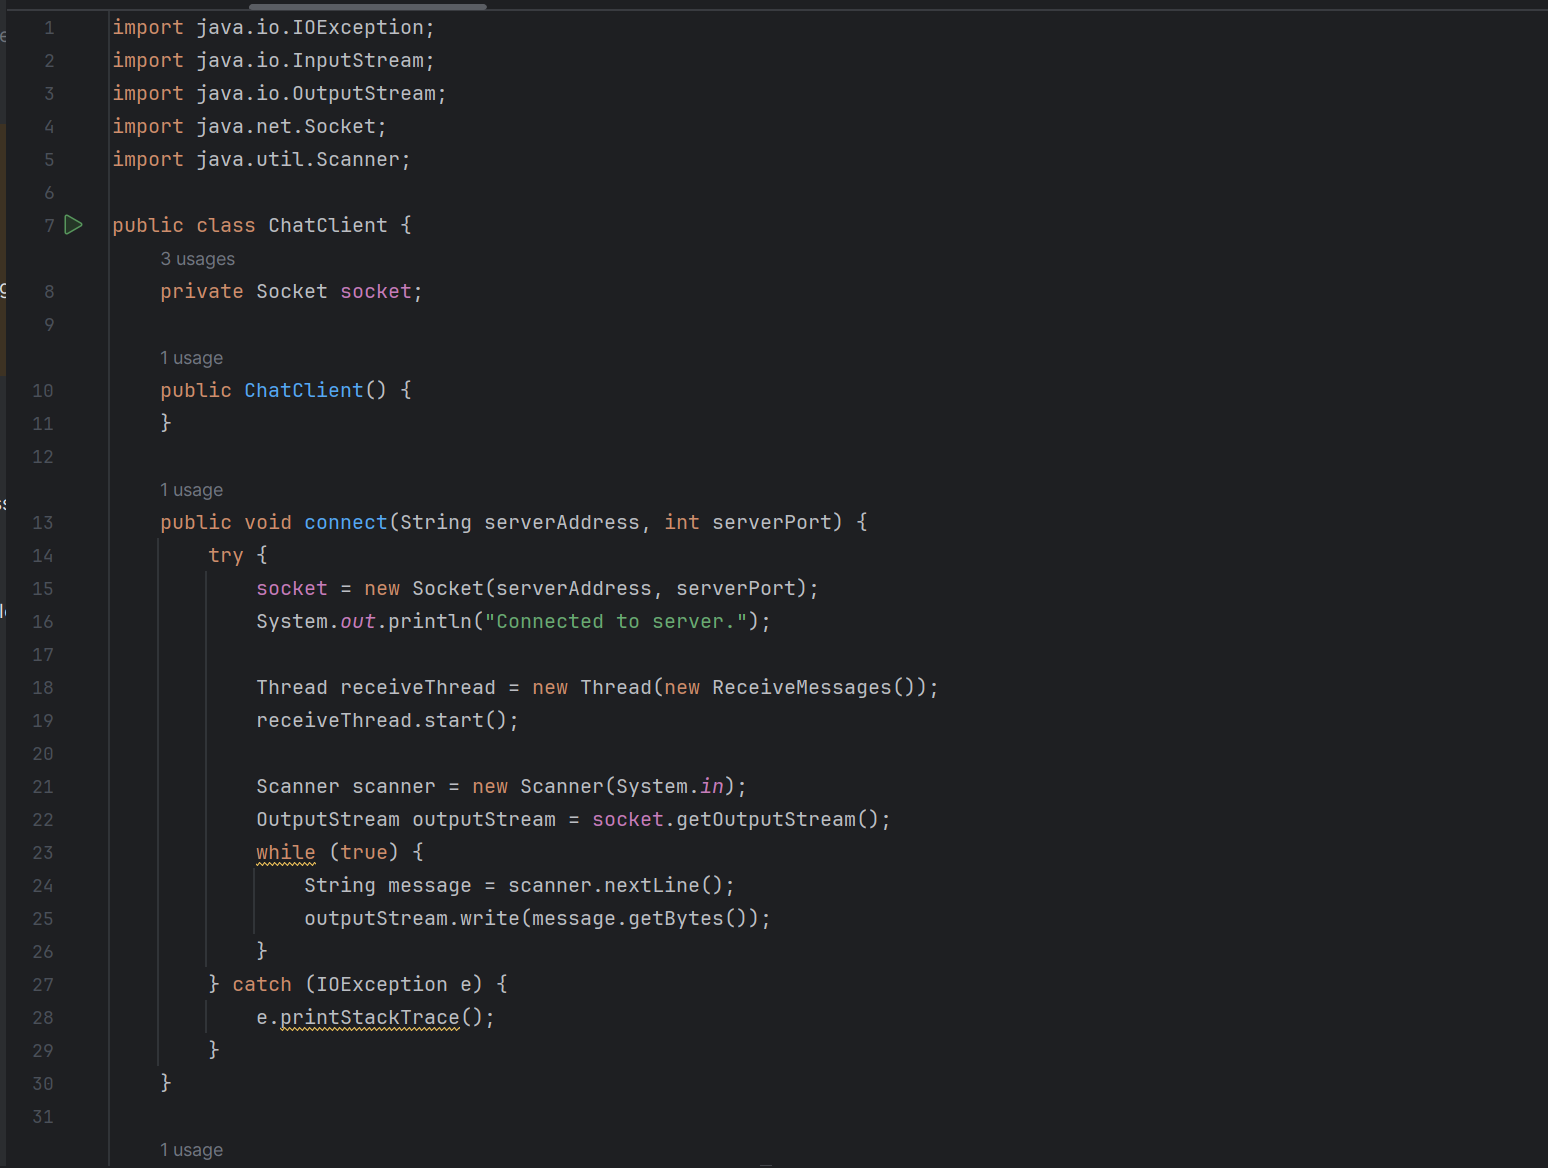 1 import java.io.IOException;
2 import java.io.InputStream;
3 import java.io.OutputStream;
4 import java.net.Socket;
5 import java.util.Scanner;
6
7 public class ChatClient {
3 usages
8 private Socket socket;
9
1 usage
10 public ChatClient() {
11 }
12
1 usage
13 public void connect(String serverAddress, int serverPort) {
14 try {
15 socket = new Socket(serverAddress, serverPort);
16 System.out.println("Connected to server.");
17
18 Thread receiveThread = new Thread(new ReceiveMessages());
19 receiveThread.start();
20
21 Scanner scanner = new Scanner(System.in);
22 OutputStream outputStream = socket.getOutputStream();
23 while (true) {
24 String message = scanner.nextLine();
25 outputStream.write(message.getBytes());
26 }
27 } catch (IOException e) {
28 e.printStackTrace();
29 }
30 }
31
1 usage